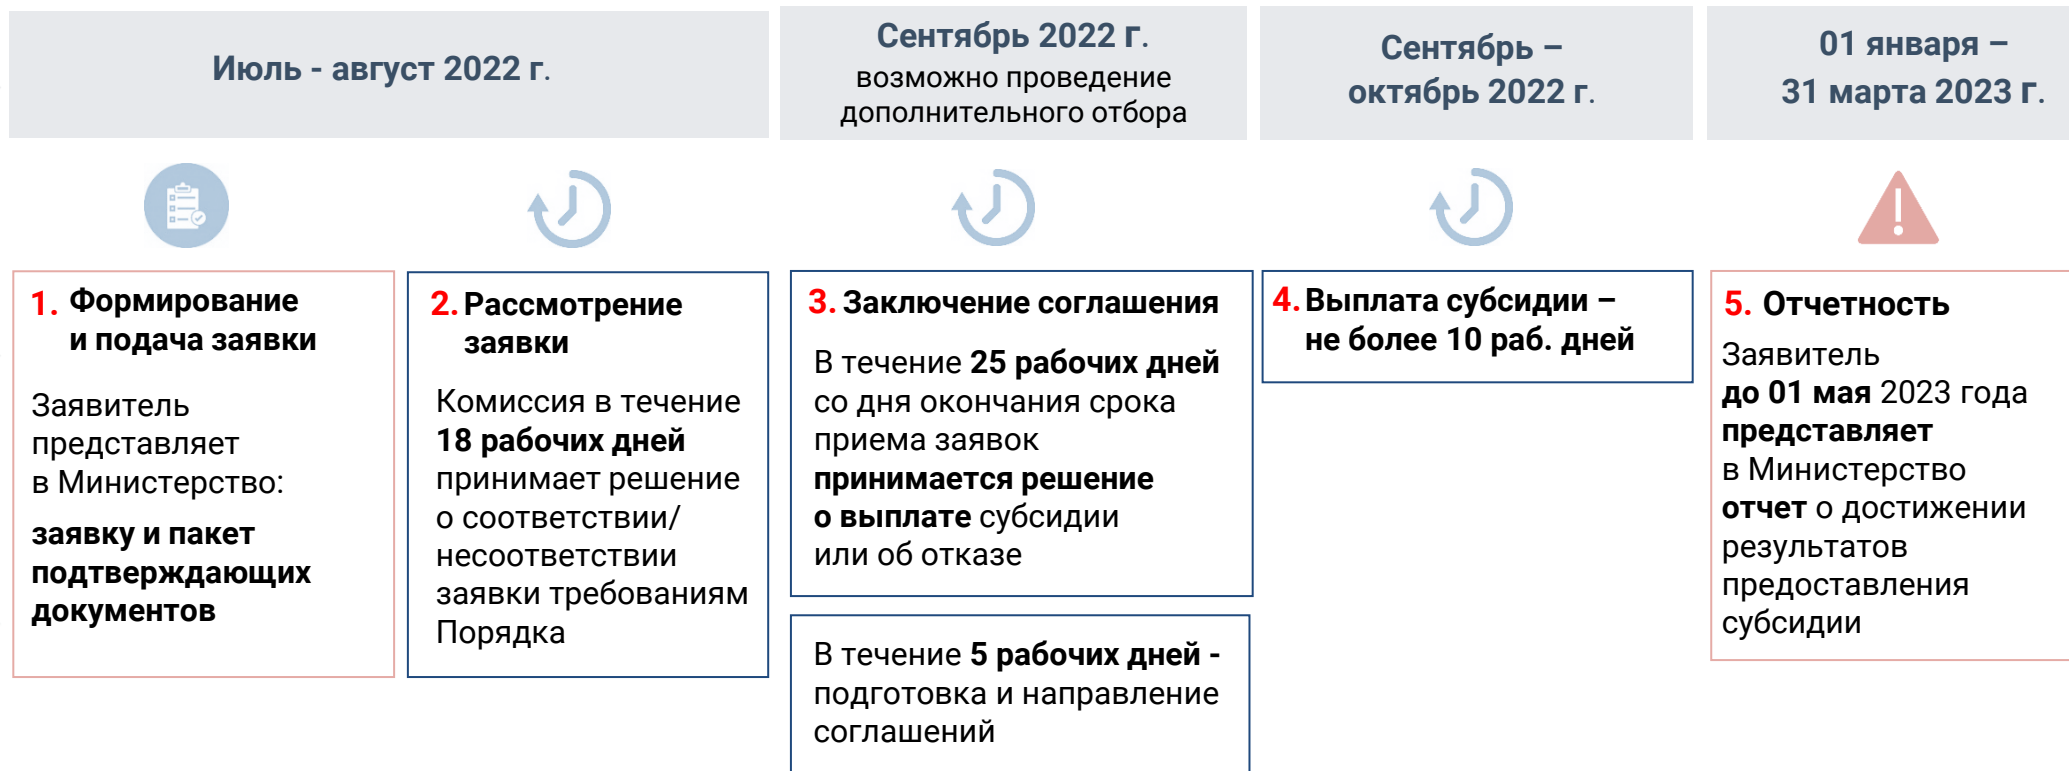 Июль - август 2022 г.
Сентябрь 2022 г.
возможно проведение
дополнительного отбора
Сентябрь –
октябрь 2022 г.
01 января –
31 марта 2023 г.
1. Формирование
и подача заявки
Заявитель
представляет
в Министерство:
заявку и пакет
подтверждающих
документов
2. Рассмотрение
заявки
Комиссия в течение
18 рабочих дней
принимает решение
о соответствии/
несоответствии
заявки требованиям
Порядка
3. Заключение соглашения
В течение 25 рабочих дней
со дня окончания срока
приема заявок
принимается решение
о выплате субсидии
или об отказе
В течение 5 рабочих дней -
подготовка и направление
соглашений
4. Выплата субсидии –
не более 10 раб. дней
5. Отчетность
Заявитель
до 01 мая 2023 года
представляет
в Министерство
отчет о достижении
результатов
предоставления
субсидии